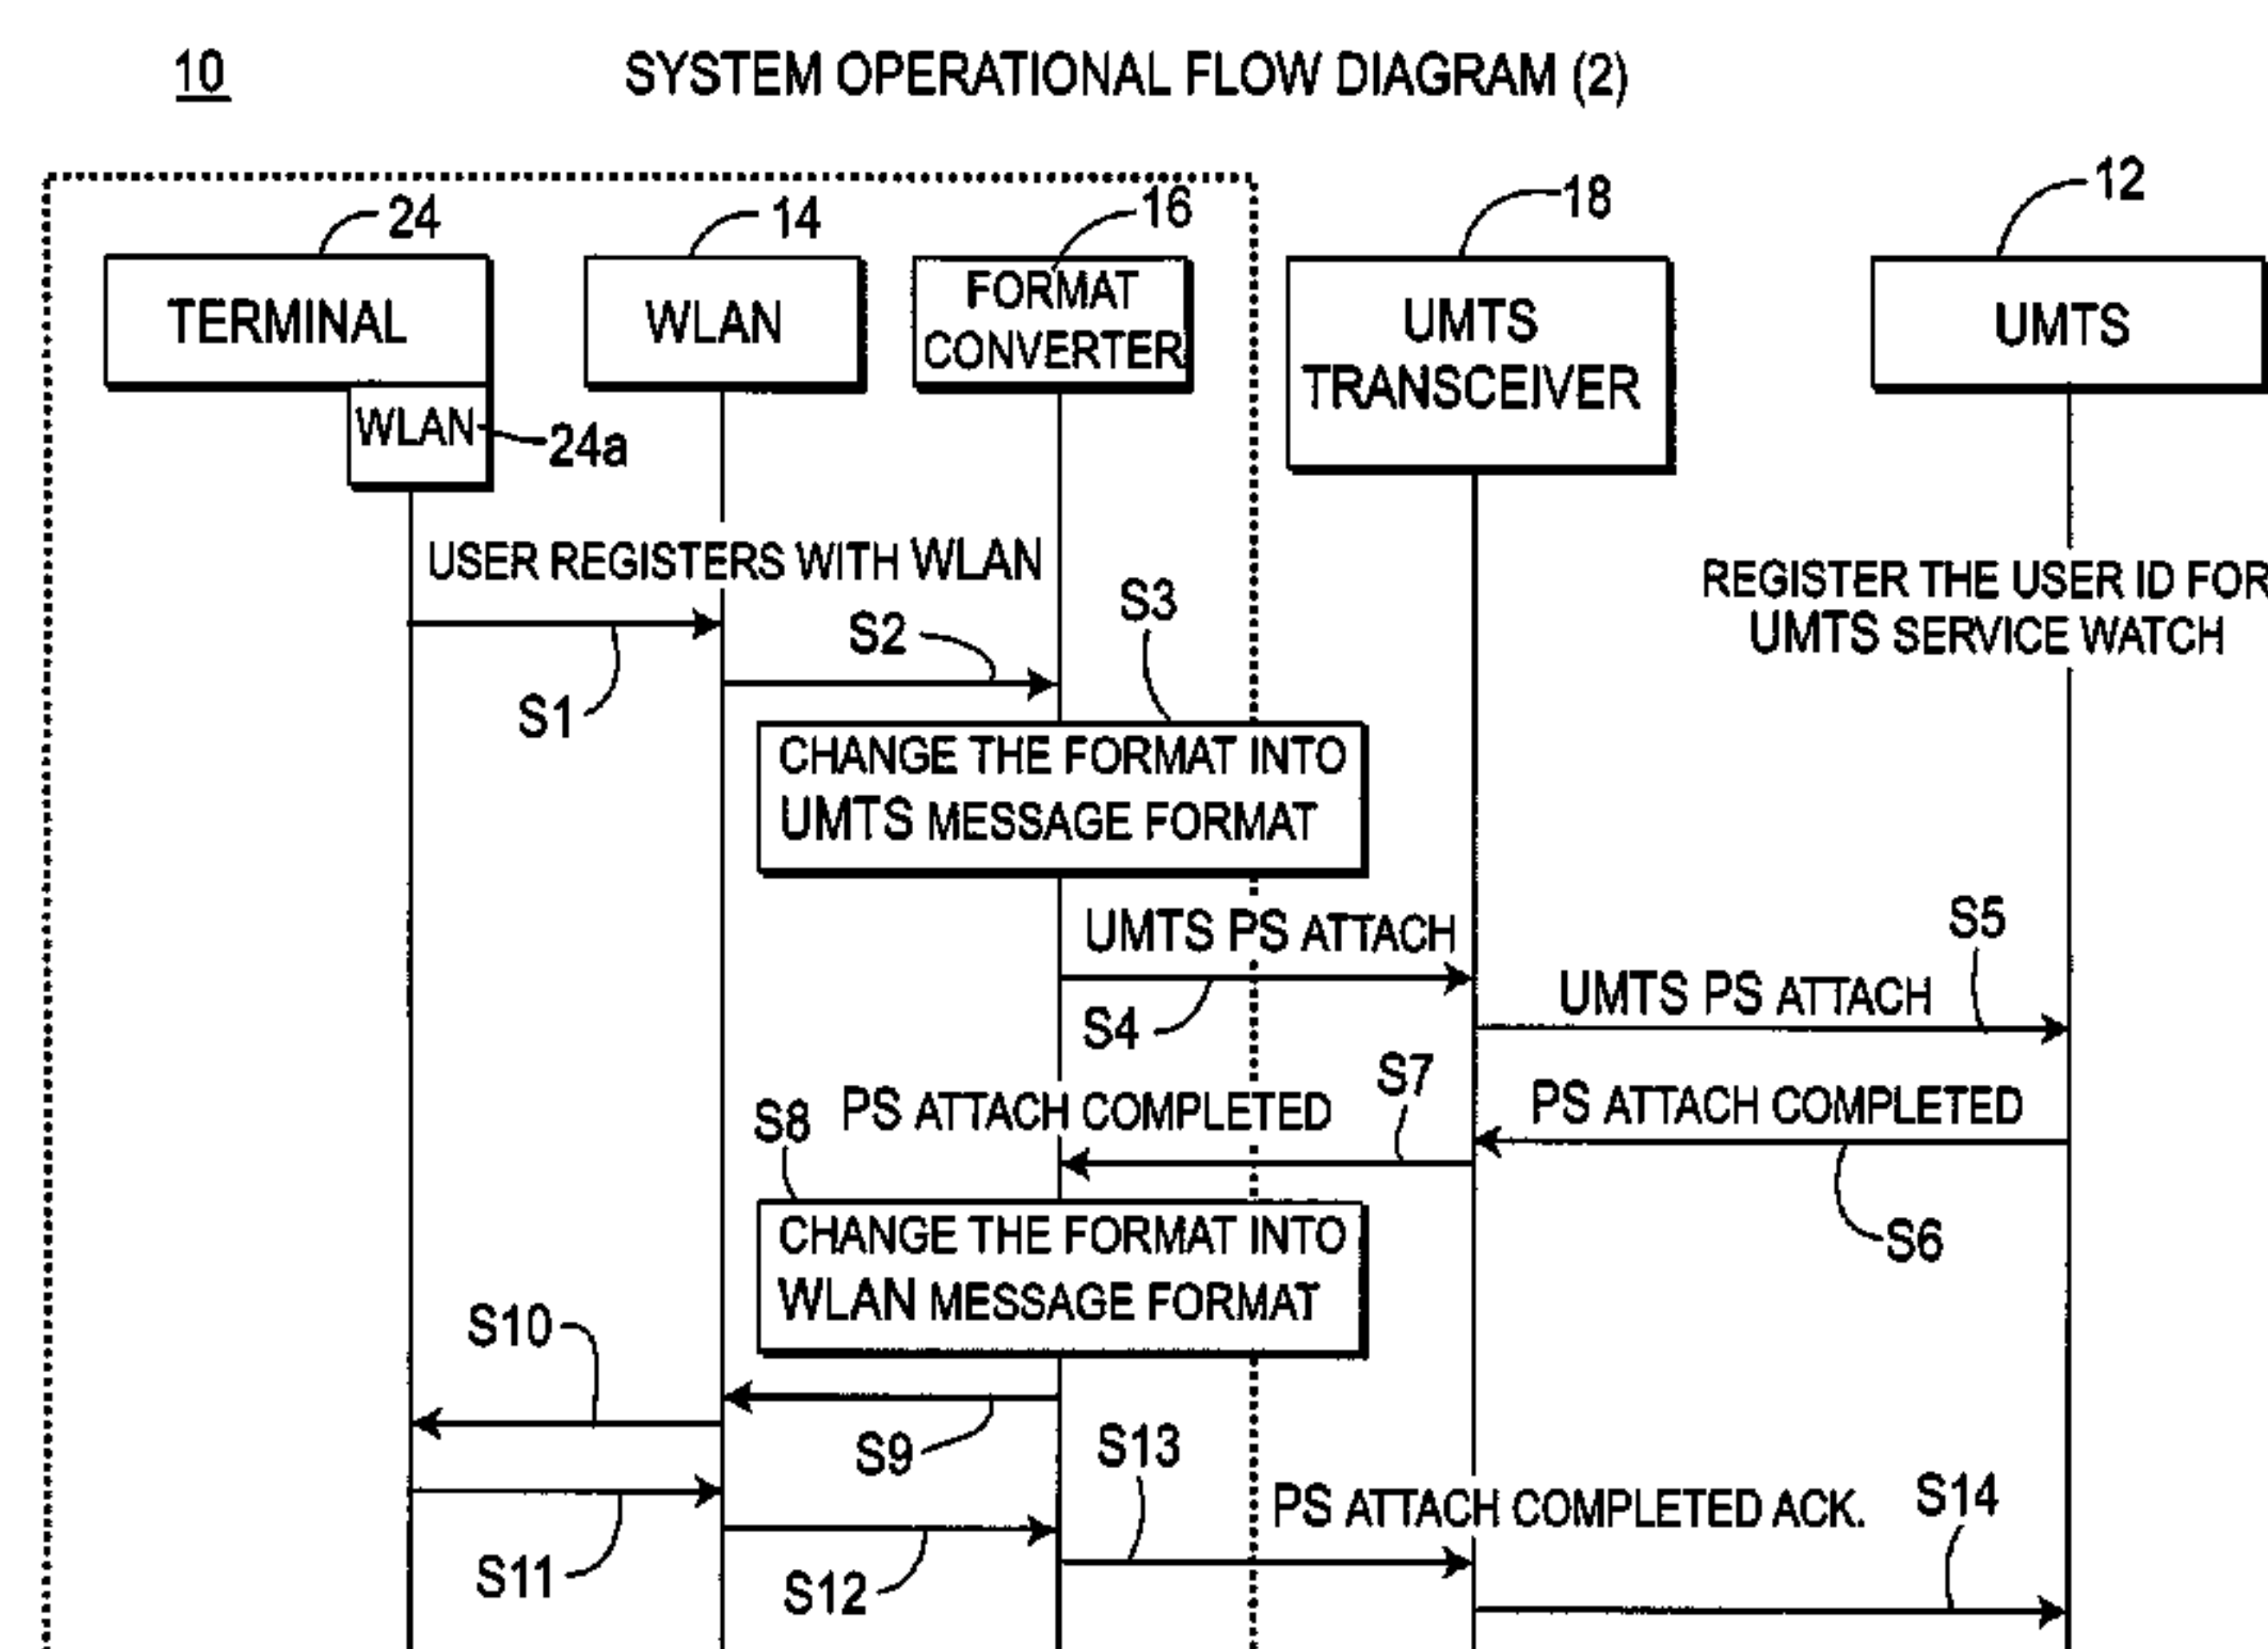 10
SYSTEM OPERATIONAL FLOW DIAGRAM (2)
24
14
16
18
12
TERMINAL
WLAN
FORMAT
CONVERTER
UMTS
TRANSCEIVER
UMTS
WLAN
24a
USER REGISTERS WITH WLAN
REGISTER THE USER ID FOR
UMTS SERVICE WATCH
S1
S2
S3
CHANGE THE FORMAT INTO
UMTS MESSAGE FORMAT
UMTS PS ATTACH
S4
S5
UMTS PS ATTACH
S7
PS ATTACH COMPLETED
S8
PS ATTACH COMPLETED
S6
CHANGE THE FORMAT INTO
WLAN MESSAGE FORMAT
S10
S9
S13
PS ATTACH COMPLETED ACK.
S14
S11
S12